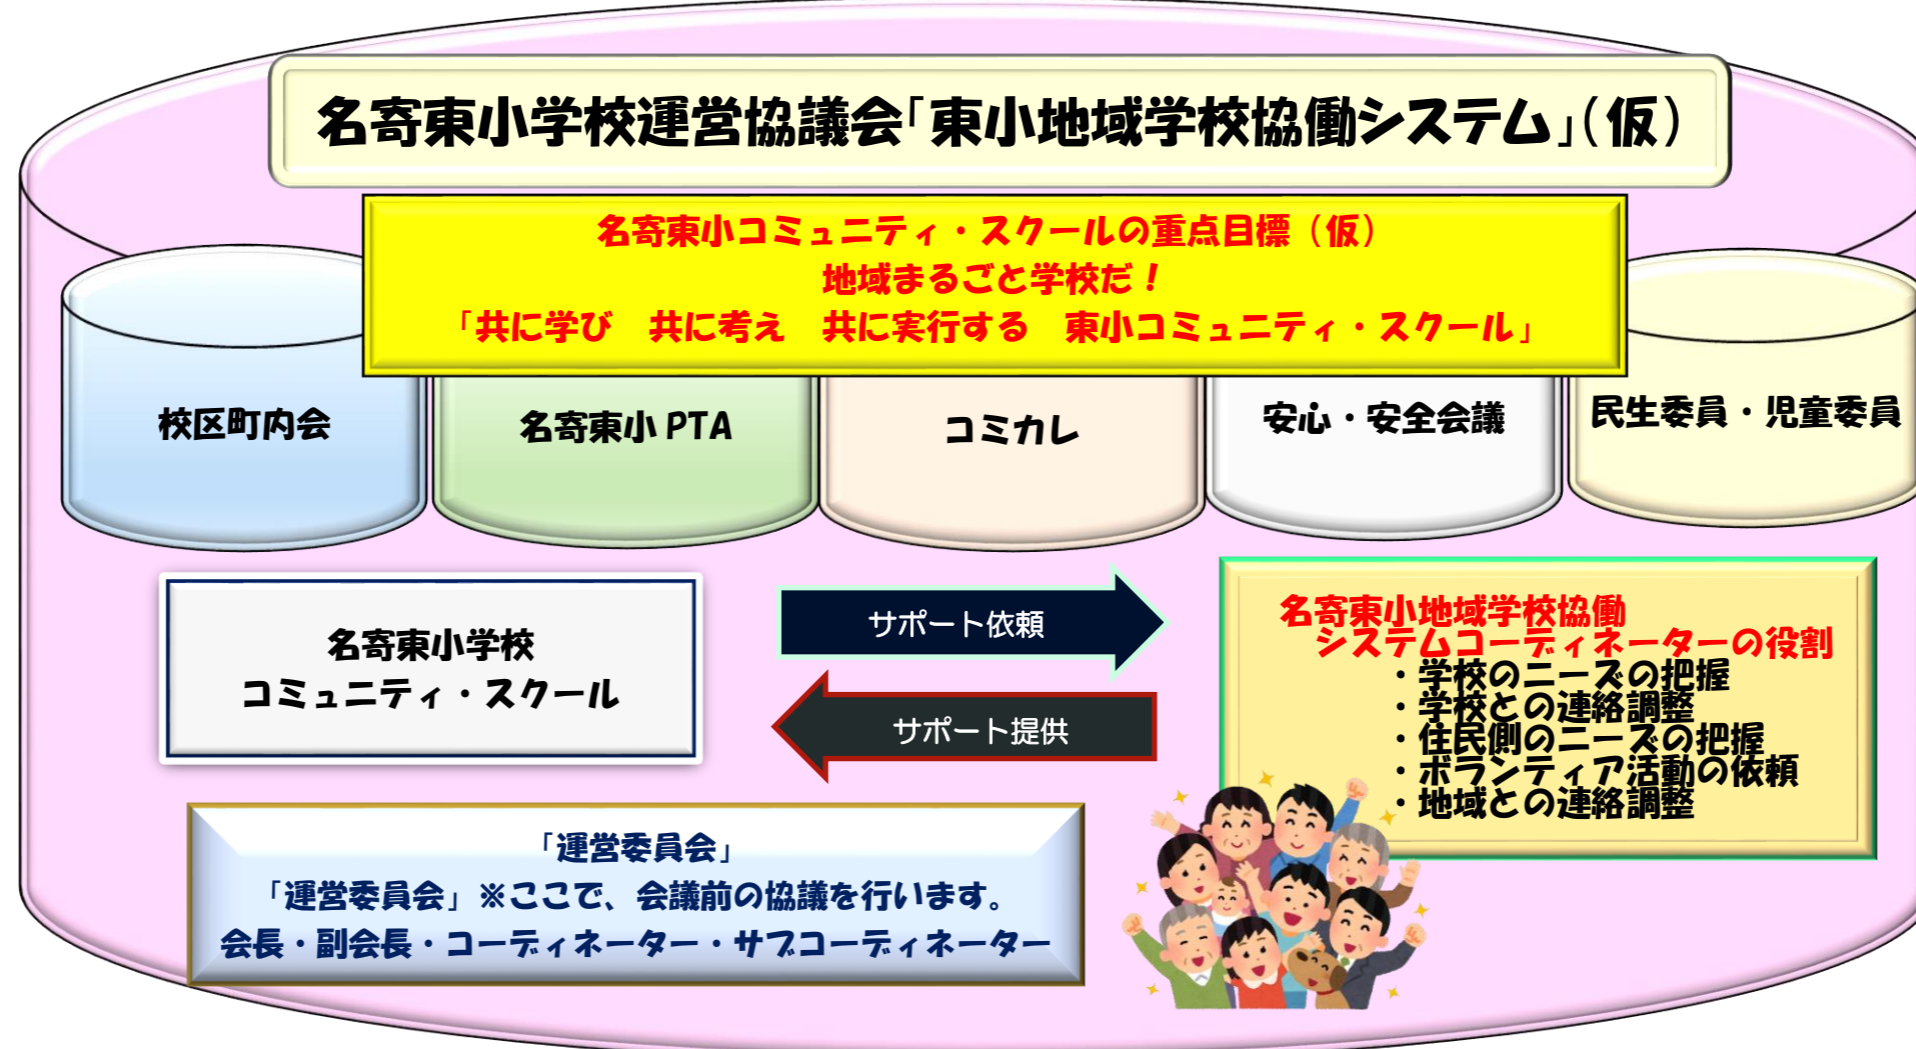 名寄東小学校運営協議会「東小地域学校協働システム」（仮）
名寄東小コミュニティ・スクールの重点目標（仮）
地域まるごと学校だ！
「共に学び　共に考え　共に実行する　東小コミュニティ・スクール」
校区町内会
名寄東小 PTA
コミカレ
安心・安全会議
民生委員・児童委員
名寄東小学校
コミュニティ・スクール
サポート依頼
サポート提供
名寄東小地域学校協働
システムコーディネーターの役割
・学校のニーズの把握
・学校との連絡調整
・住民側のニーズの把握
・ボランティア活動の依頼
・地域との連絡調整
「運営委員会」
「運営委員会」※ここで、会議前の協議を行います。
会長・副会長・コーディネーター・サブコーディネーター